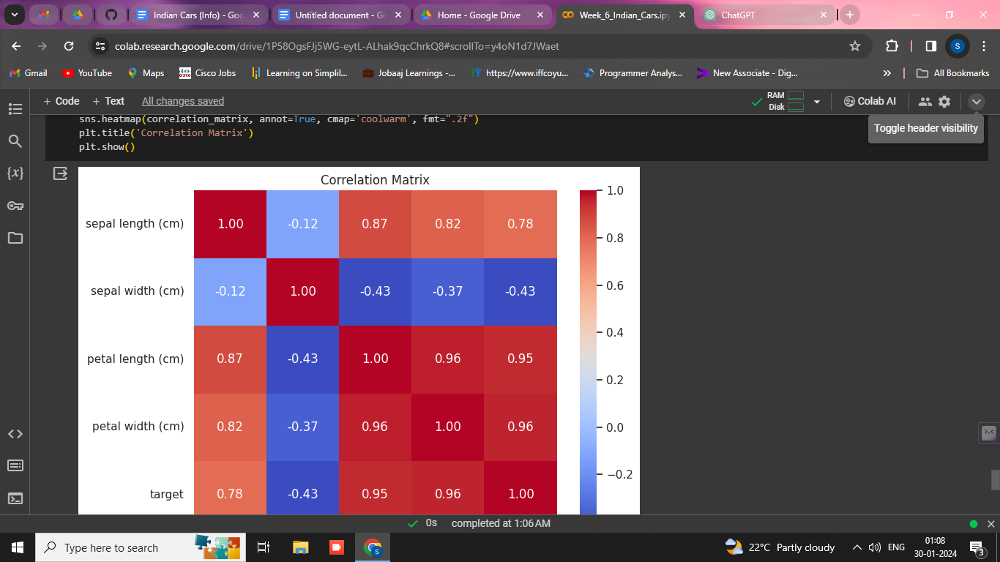 Indian Cars (Info) - Goo
Untitled document - Go
Home - Google Drive
Week_6_Indian_Cars.ipy
ChatGPT
colab.research.google.com/drive/1P58OgsFJj5WG-eytL-ALhak9qcChrkQ8#scrollTo=y4oN1d7JWaet
S
Gmail
YouTube
Maps
Cisco Jobs
Learning on Simplil...
Jobaaj Learnings -...
https://www.iffcoyu...
Programmer Analys...
New Associate - Dig...
»
All Bookmarks
+ Code + Text All changes saved
RAM
Disk
Colab AI
Toggle header visibility
sns.heatmap(correlation_matrix, annot=True, cmap='coolwarm', fmt=".2f")
plt.title('Correlation Matrix')
plt.show()
{x}
Correlation Matrix
sepal length (cm) 1.00 -0.12 0.87 0.82 0.78
sepal width (cm) -0.12 1.00 -0.43 -0.37 -0.43
petal length (cm) 0.87 -0.43 1.00 0.96 0.95
petal width (cm) 0.82 -0.37 0.96 1.00 0.96
target 0.78 -0.43 0.95 0.96 1.00
1.0
0.8
0.6
0.4
0.2
0.0
−0.2
0s completed at 1:06 AM
Type here to search
S
22°C Partly cloudy
ENG
01:08
30-01-2024
3